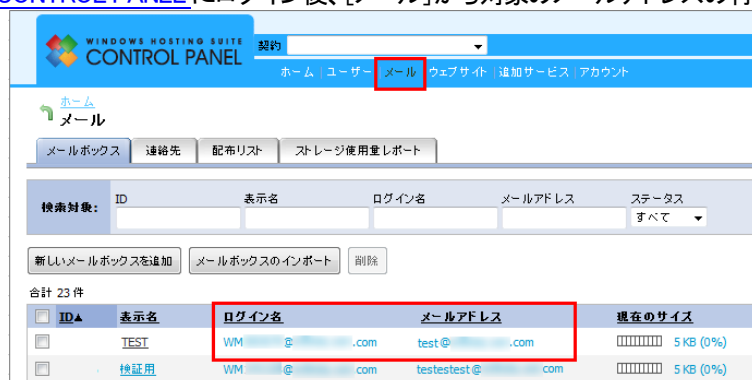 CONTROL PANEL にログイン後、[メール]から対象のメールアドレスの行
WINDOWS HOSTING SUITE
CONTROL PANEL
契約
ホーム | ユーザー | メール | ウェブサイト | 追加サービス | アカウント
ホーム
メール
メールボックス 連絡先 配布リスト ストレージ使用量レポート
検索対象: ID 表示名 ログイン名 メールアドレス ステータス
すべて
新しいメールボックスを追加 メールボックスのインポート 削除
合計 23 件
ID▲ 表示名 ログイン名 メールアドレス 現在のサイズ
TEST WM @ .com test@ .com 5 KB (0%)
検証用 WM @ com testestest@ com 5 KB (0%)